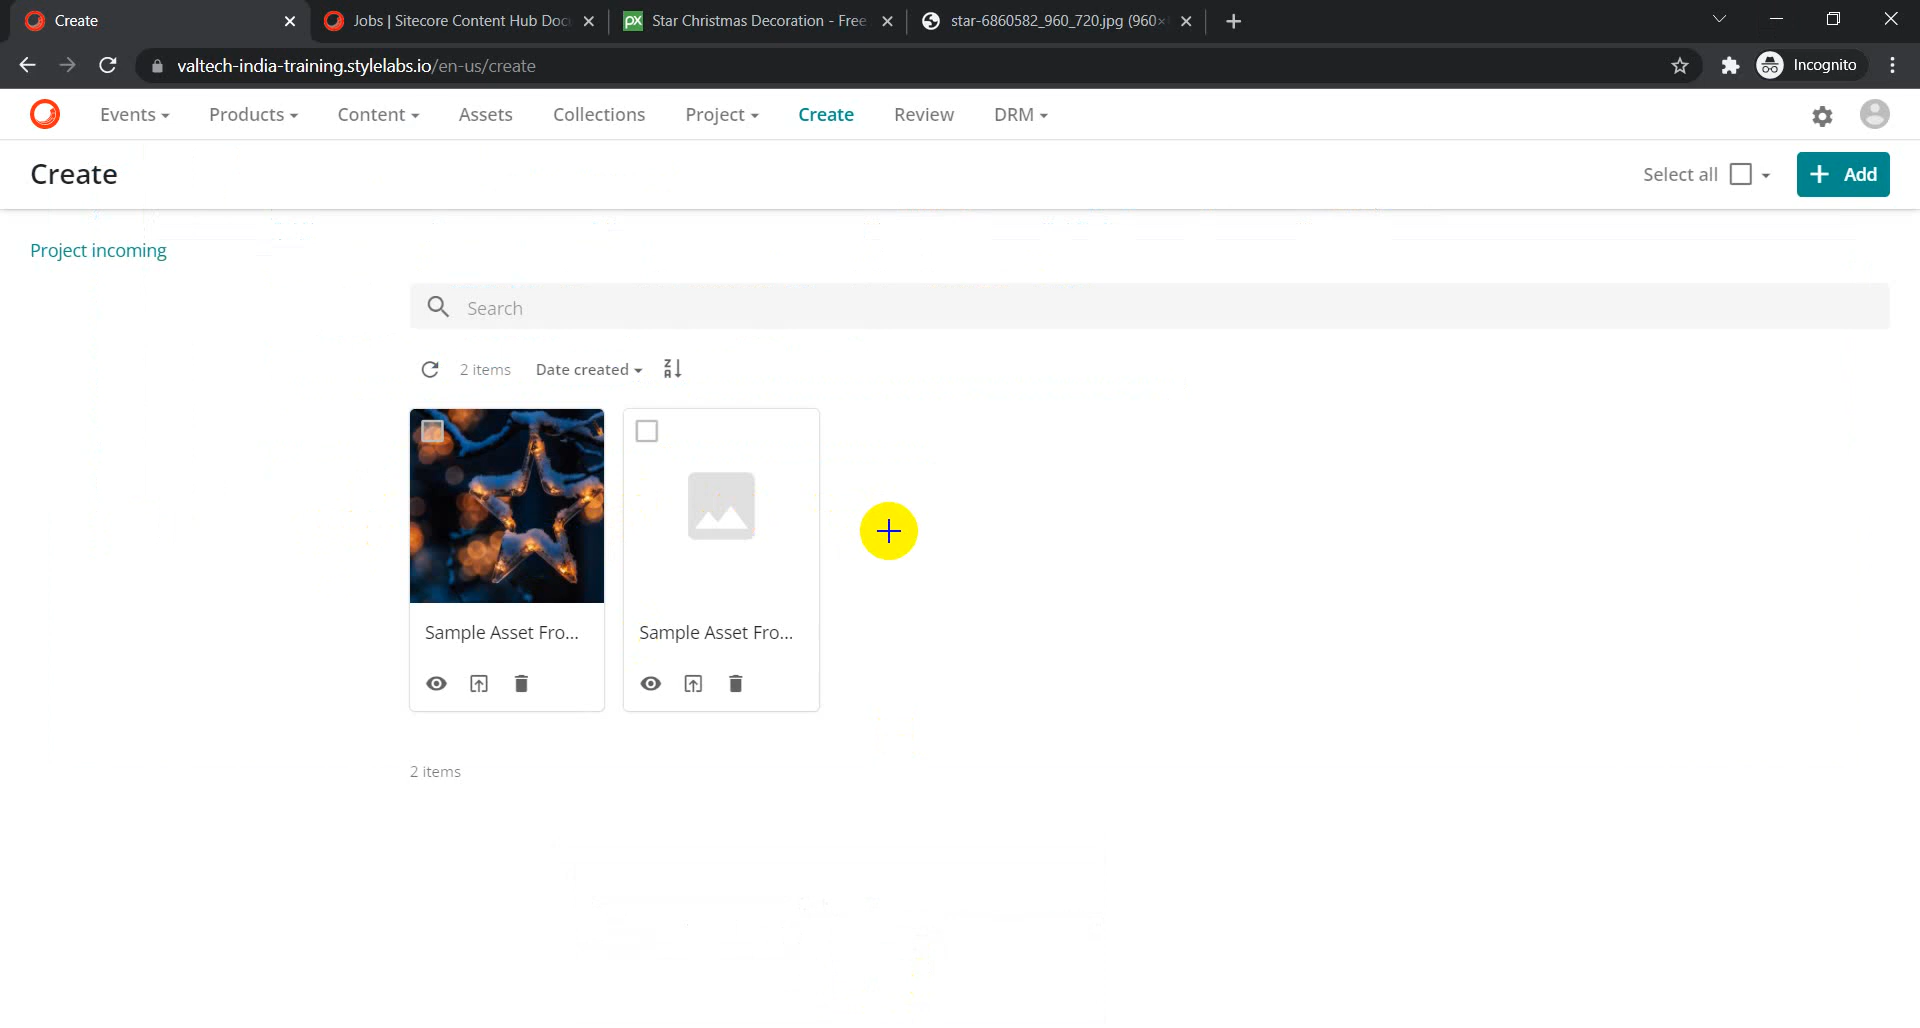 Create
Jobs | Sitecore Content Hub Doc
Star Christmas Decoration - Free
star-6860582_960_720.jpg (960×
valtech-india-training.stylelabs.io/en-us/create
Incognito
Events
Products
Content
Assets
Collections
Project
Create
Review
DRM
Create
Select all
+ Add
Project incoming
Search
2 items
Date created
Z
A
Sample Asset Fro...
Sample Asset Fro...
2 items